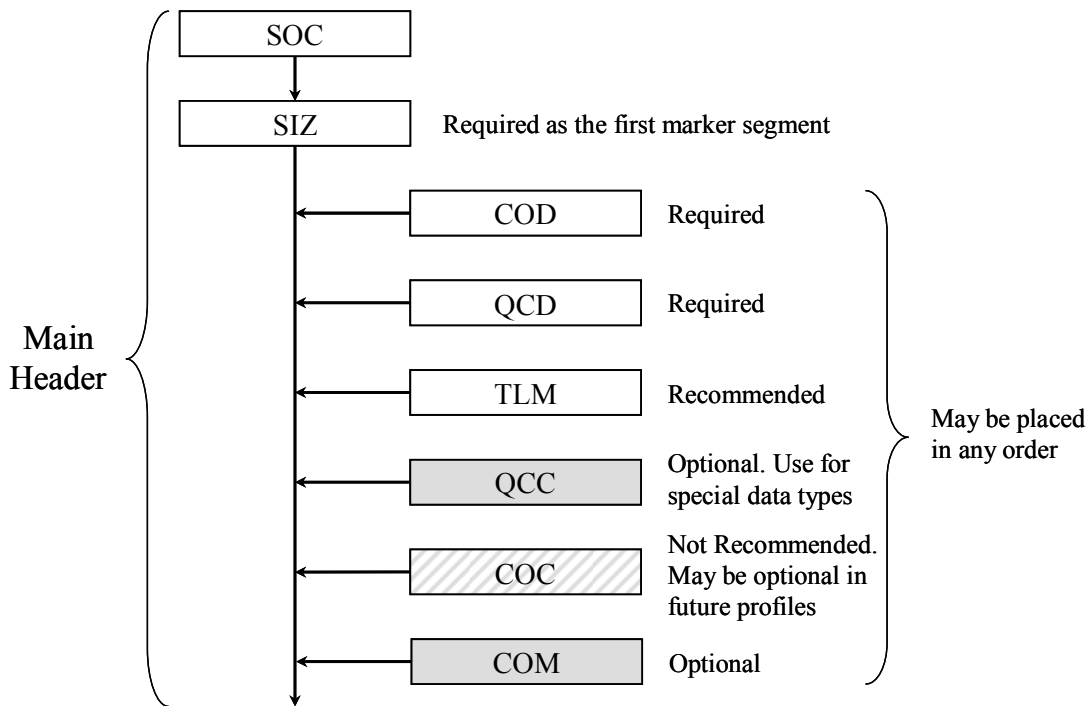 SOC
SIZ
Required as the first marker segment
COD
Required
QCD
Required
Main
Header
TLM
Recommended
May be placed
in any order
QCC
Optional. Use for
special data types
COC
Not Recommended.
May be optional in
future profiles
COM
Optional